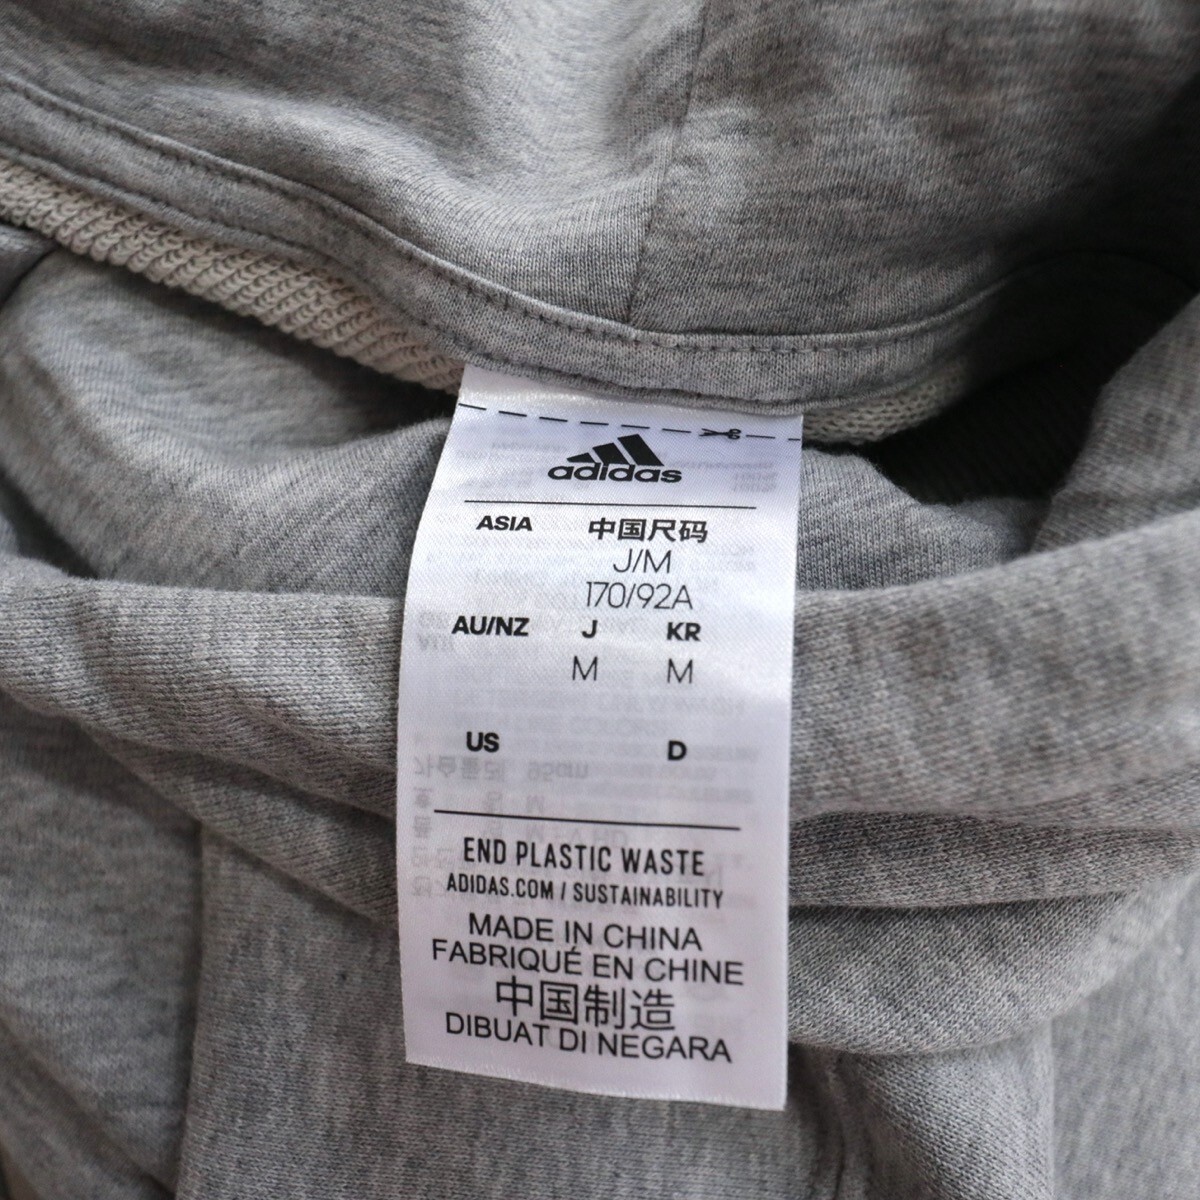 adidas
ASIA 中国尺码
J/M
170/92A
AU/NZ J KR
M M
US D
END PLASTIC WASTE
ADIDAS.COM / SUSTAINABILITY
MADE IN CHINA
FABRIQUÉ EN CHINE
中国制造
DIBUAT DI NEGARA